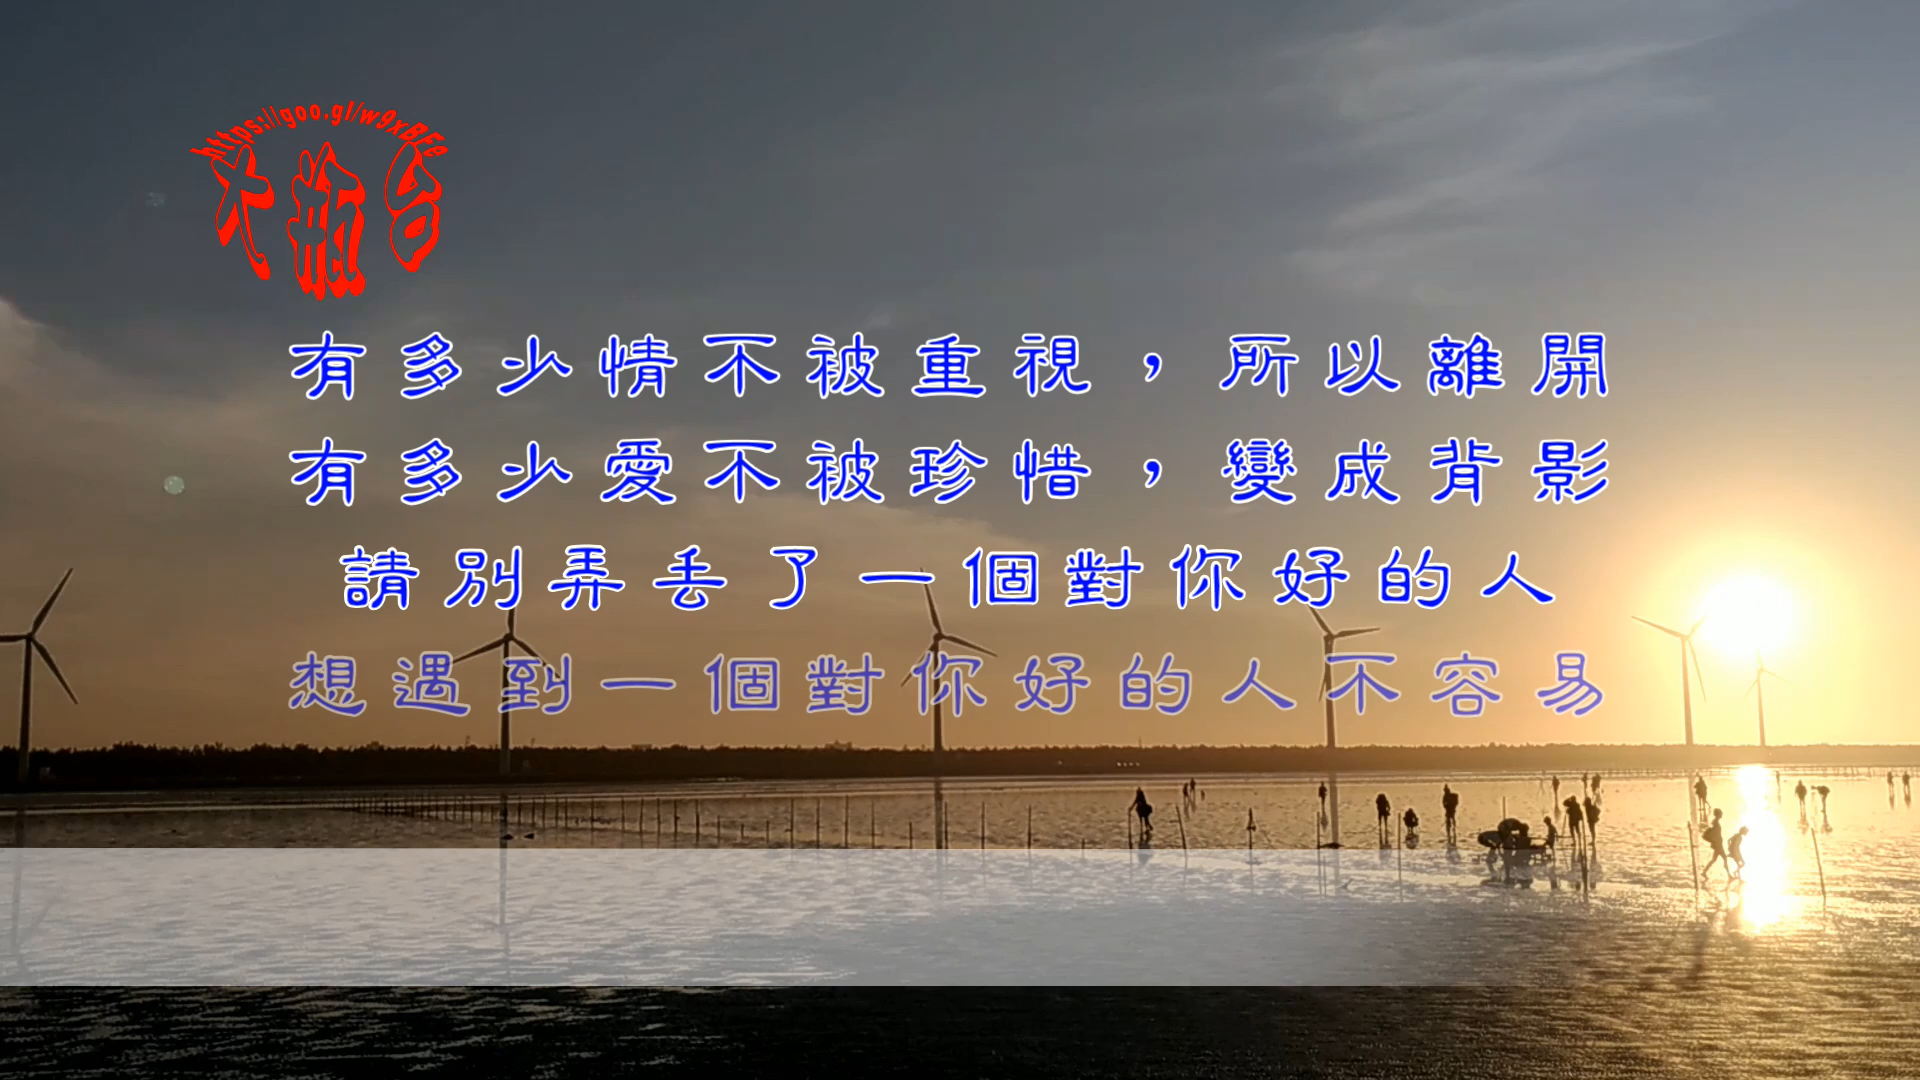 https://goo.gl/w9xBFe
不瓶台
有多少情不被重視，所以離開
有多少愛不被珍惜，變成背影
請別弄丟了一個對你好的人
想遇到一個對你好的人不容易